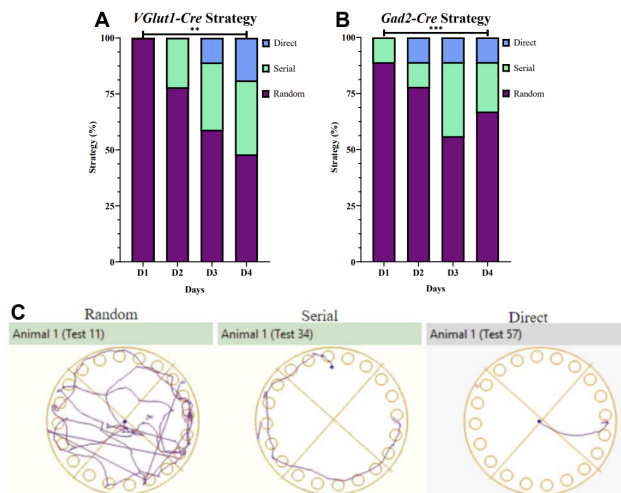 A
VGlut1-Cre Strategy
**
100
75
50
25
0
Strategy (%)
D1 D2 D3 D4
Days
Direct
Serial
Random
B
Gad2-Cre Strategy
***
100
75
50
25
0
Strategy (%)
D1 D2 D3 D4
Days
Direct
Serial
Random
C
Random
Animal 1 (Test 11)
Serial
Animal 1 (Test 34)
Direct
Animal 1 (Test 57)